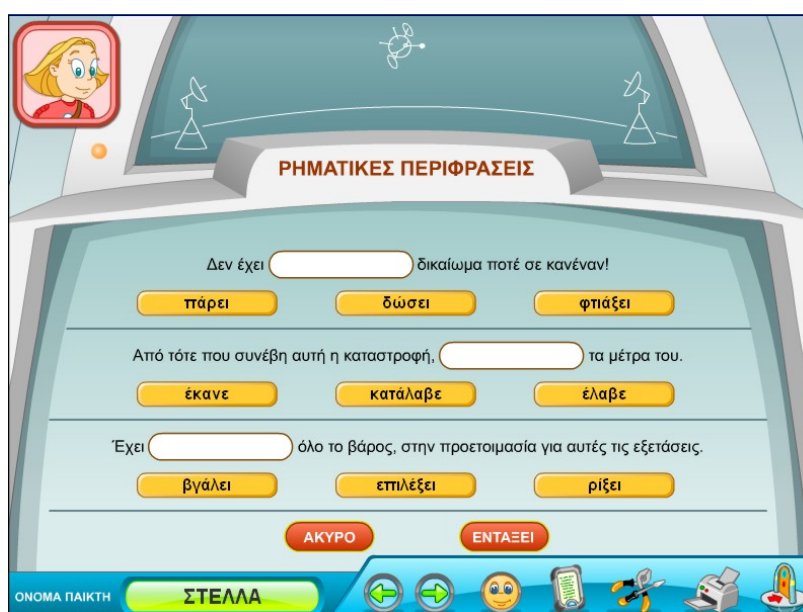 ΡΗΜΑΤΙΚΕΣ ΠΕΡΙΦΡΑΣΕΙΣ
Δεν έχει δικαίωμα ποτέ σε κανέναν!
πάρει δώσει φτιάξει
Από τότε που συνέβη αυτή η καταστροφή, τα μέτρα του.
έκανε κατάλαβε έλαβε
Έχει όλο το βάρος, στην προετοιμασία για αυτές τις εξετάσεις.
βγάλει επιλέξει ρίξει
ΑΚΥΡΟ ΕΝΤΑΞΕΙ
ΟΝΟΜΑ ΠΑΙΚΤΗ ΣΤΕΛΛΑ